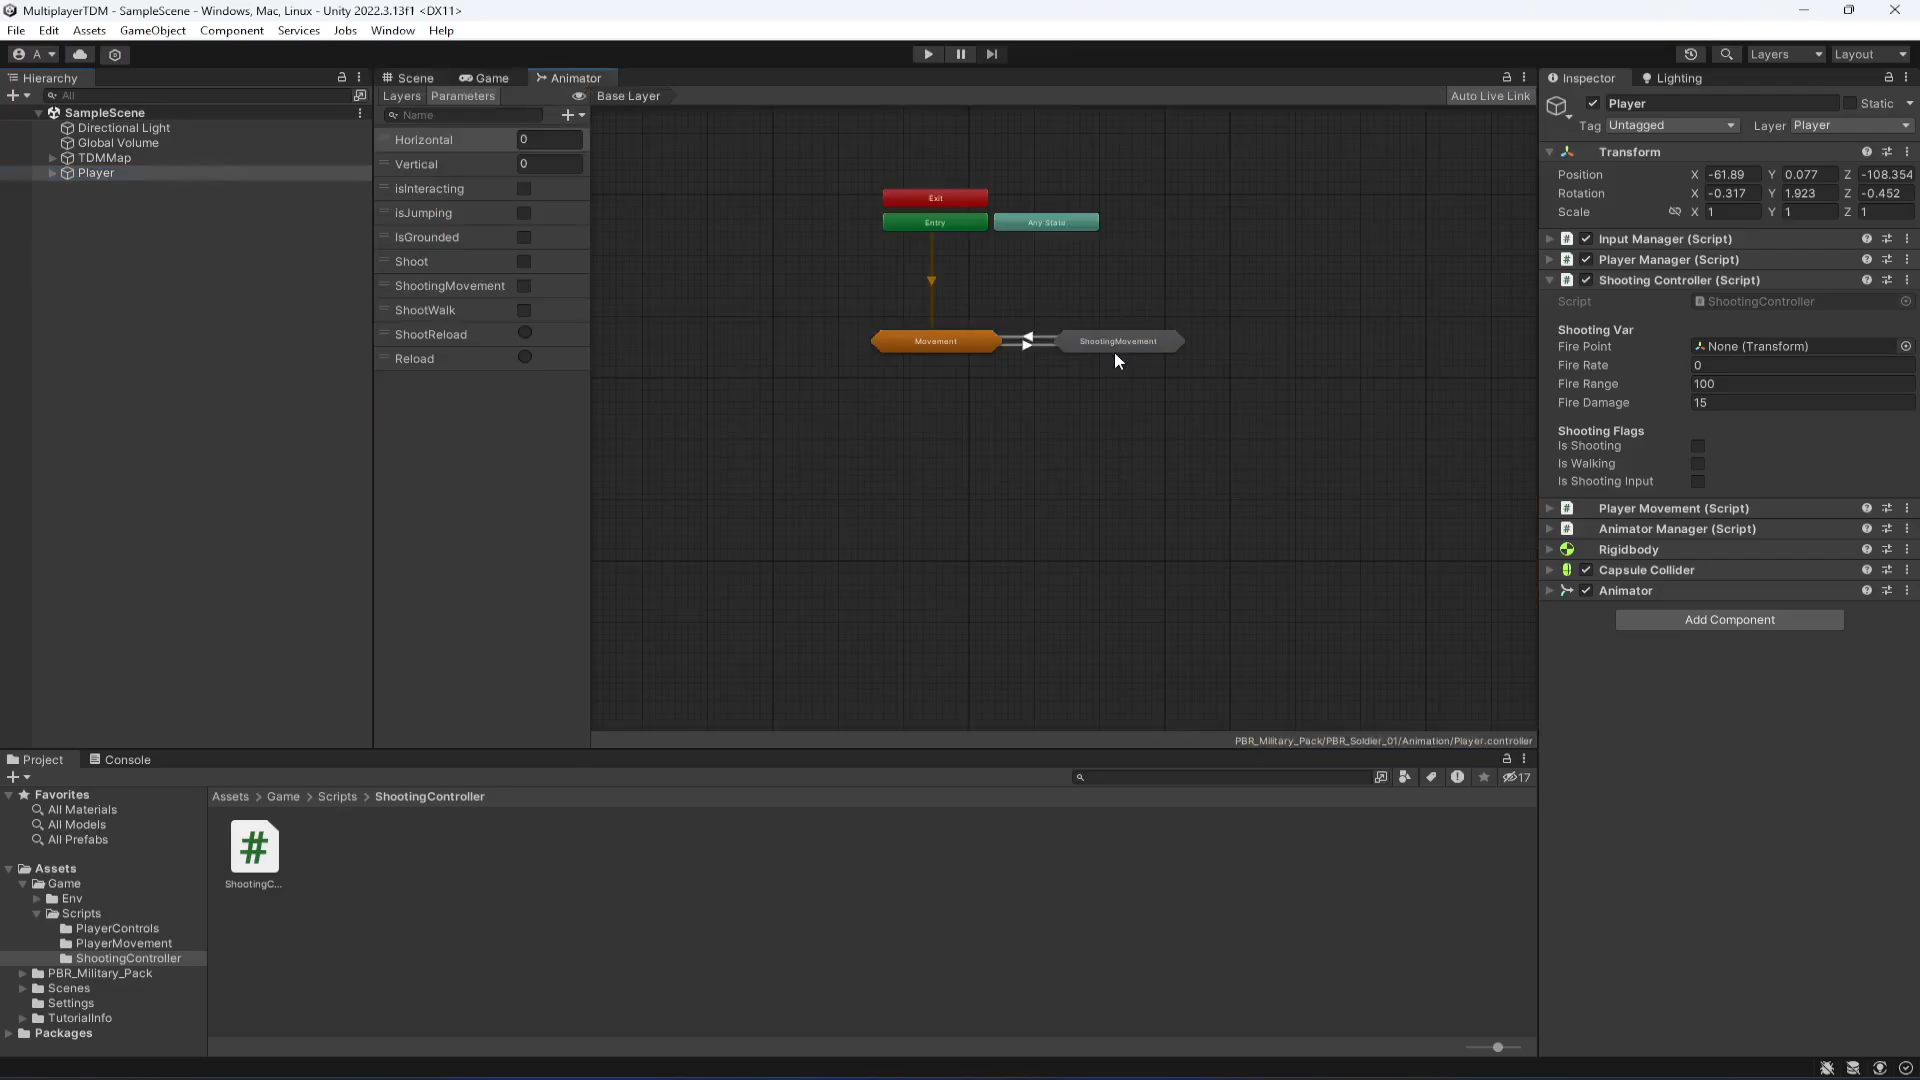 MultiplayerTDM - SampleScene - Windows, Mac, Linux - Unity 2022.3.13f1 <DX11>
File Edit Assets GameObject Component Services Jobs Window Help
A
Layers
Layout
Hierarchy
All
SampleScene
Directional Light
Global Volume
TDMMap
Player
Scene
Game
Animator
Layers
Parameters
Base Layer
Auto Live Link
Name
Horizontal 0
Vertical 0
isInteracting
isJumping
IsGrounded
Shoot
ShootingMovement
ShootWalk
ShootReload
Reload
Exit
Entry
Any State
Movement
ShootingMovement
PBR_Military_Pack/PBR_Soldier_01/Animation/Player.controller
Inspector
Lighting
Player
Static
Tag Untagged
Layer Player
Transform
Position X -61.89 Y 0.077 Z -108.354
Rotation X -0.317 Y 1.923 Z -0.452
Scale X 1 Y 1 Z 1
# Input Manager (Script)
# Player Manager (Script)
# Shooting Controller (Script)
Script ShootingController
Shooting Var
Fire Point None (Transform)
Fire Rate 0
Fire Range 100
Fire Damage 15
Shooting Flags
Is Shooting
Is Walking
Is Shooting Input
# Player Movement (Script)
# Animator Manager (Script)
Rigidbody
Capsule Collider
Animator
Add Component
Project
Console
17
Favorites
All Materials
All Models
All Prefabs
Assets
Game
Env
Scripts
PlayerControls
PlayerMovement
ShootingController
PBR_Military_Pack
Scenes
Settings
TutorialInfo
Packages
Assets > Game > Scripts > ShootingController
#
ShootingC...